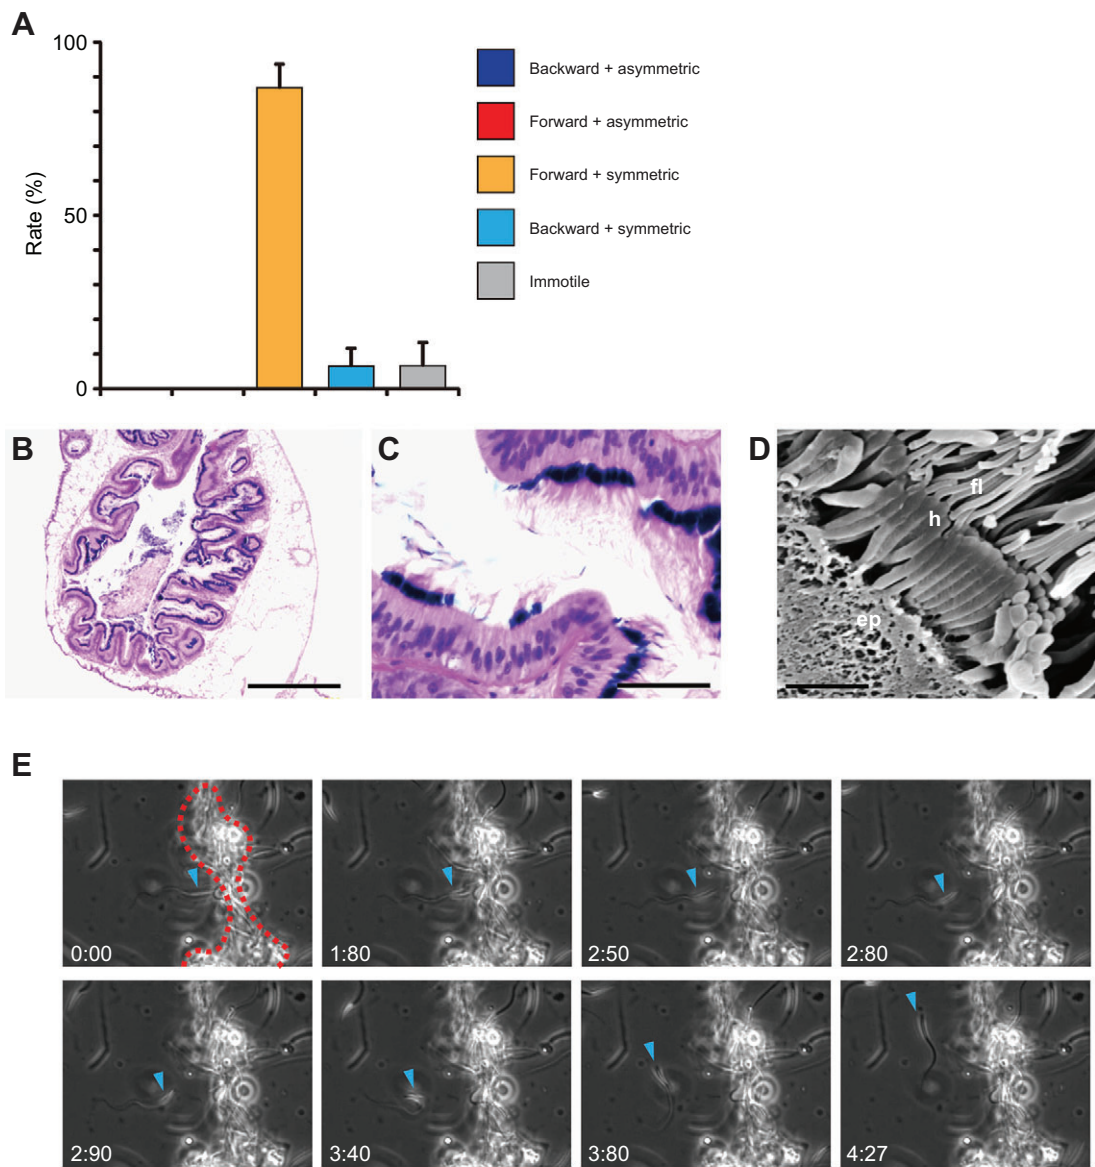 A
100
50
0
Rate (%)
Backward + asymmetric
Forward + asymmetric
Forward + symmetric
Backward + symmetric
Immotile
B
C
D
fl
h
ep
E
0:00
1:80
2:50
2:80
2:90
3:40
3:80
4:27